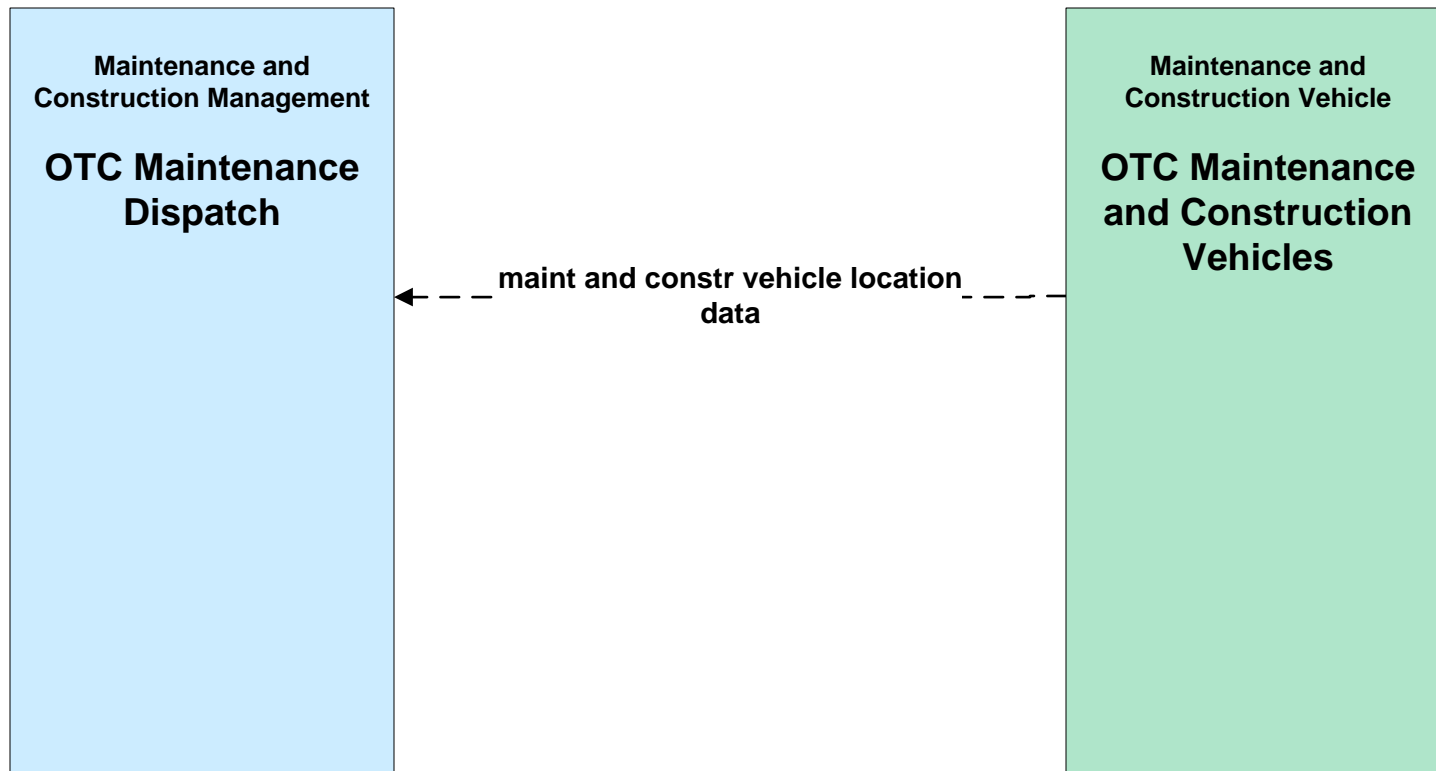 Maintenance and
Construction Management
OTC Maintenance
Dispatch
maint and constr vehicle location
data
Maintenance and
Construction Vehicle
OTC Maintenance
and Construction
Vehicles